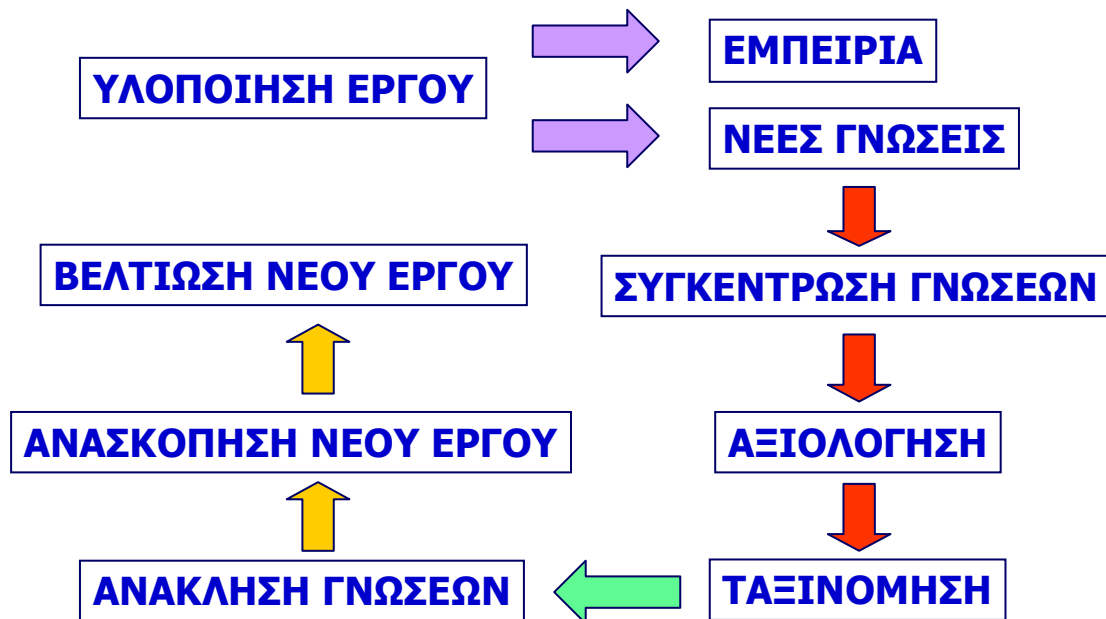 ΥΛΟΠΟΙΗΣΗ ΕΡΓΟΥ
ΕΜΠΕΙΡΙΑ
ΝΕΕΣ ΓΝΩΣΕΙΣ
ΣΥΓΚΕΝΤΡΩΣΗ ΓΝΩΣΕΩΝ
ΑΞΙΟΛΟΓΗΣΗ
ΤΑΞΙΝΟΜΗΣΗ
ΑΝΑΚΛΗΣΗ ΓΝΩΣΕΩΝ
ΑΝΑΣΚΟΠΗΣΗ ΝΕΟΥ ΕΡΓΟΥ
ΒΕΛΤΙΩΣΗ ΝΕΟΥ ΕΡΓΟΥ